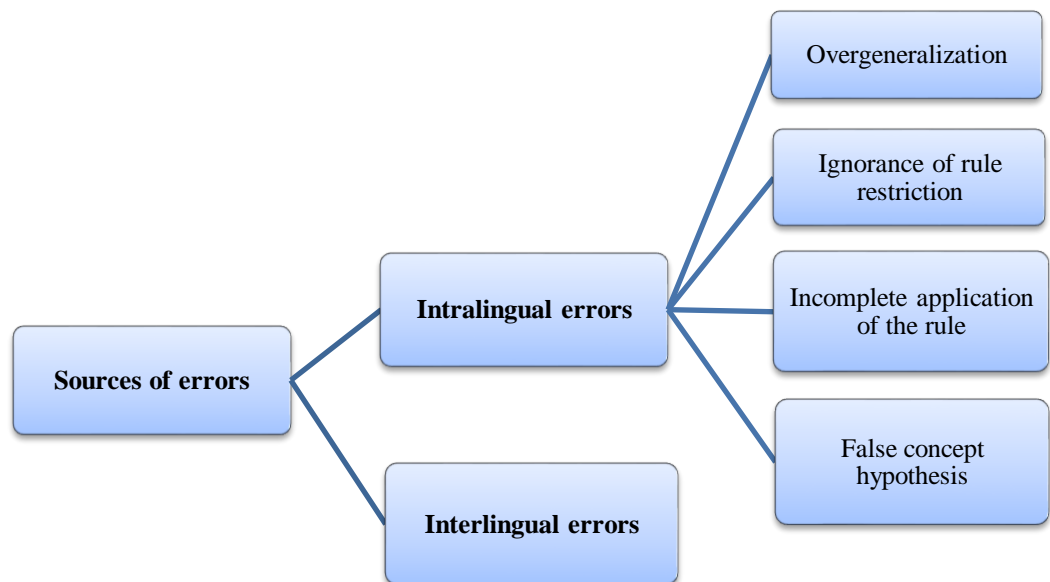 Overgeneralization
Ignorance of rule
restriction
Intralingual errors
Incomplete application
of the rule
Sources of errors
False concept
hypothesis
Interlingual errors